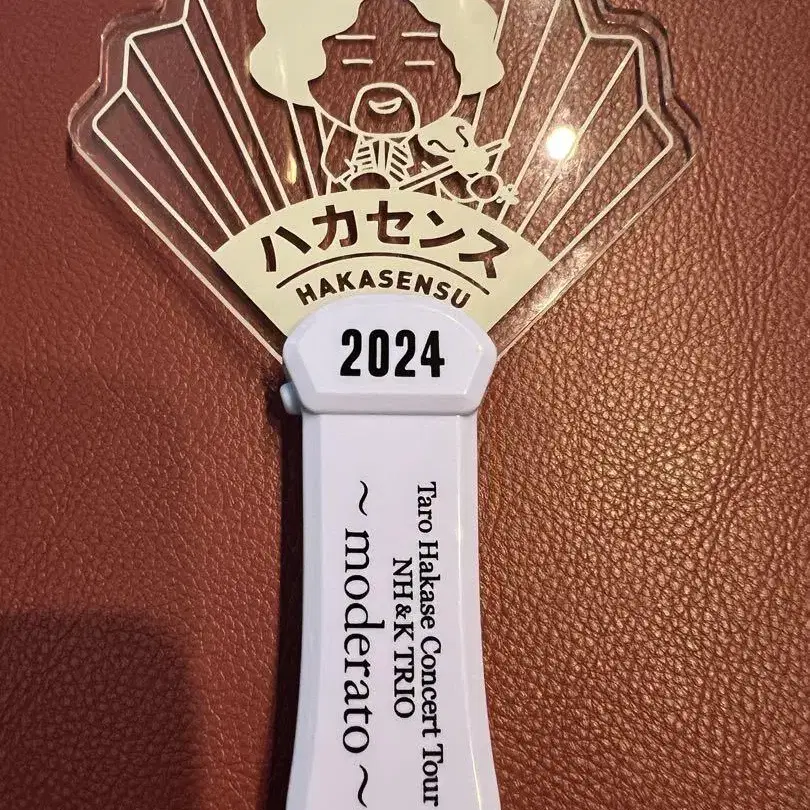 ハカセンス
HAKASENSU
2024
Taro Hakase Concert Tour
NH&K TRIO
～moderato～